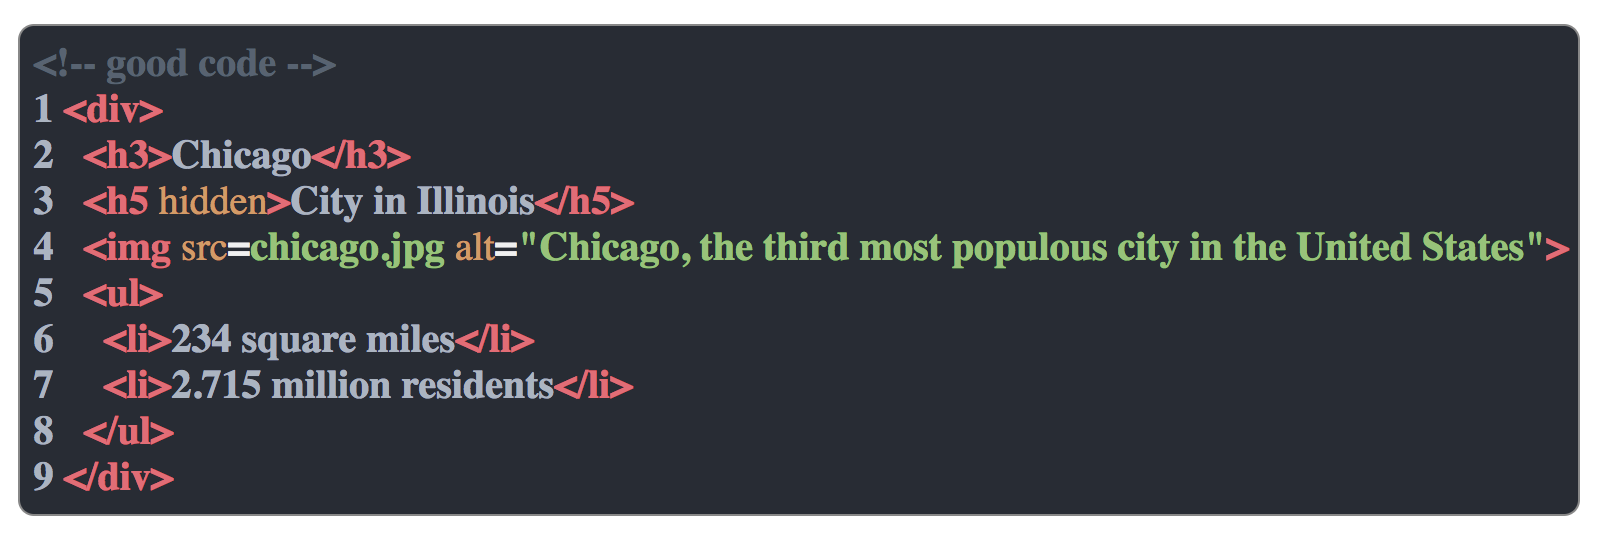 <!-- good code -->
1 <div>
2   <h3>Chicago</h3>
3   <h5 hidden>City in Illinois</h5>
4   <img src=chicago.jpg alt="Chicago, the third most populous city in the United States">
5   <ul>
6     <li>234 square miles</li>
7     <li>2.715 million residents</li>
8   </ul>
9 </div>